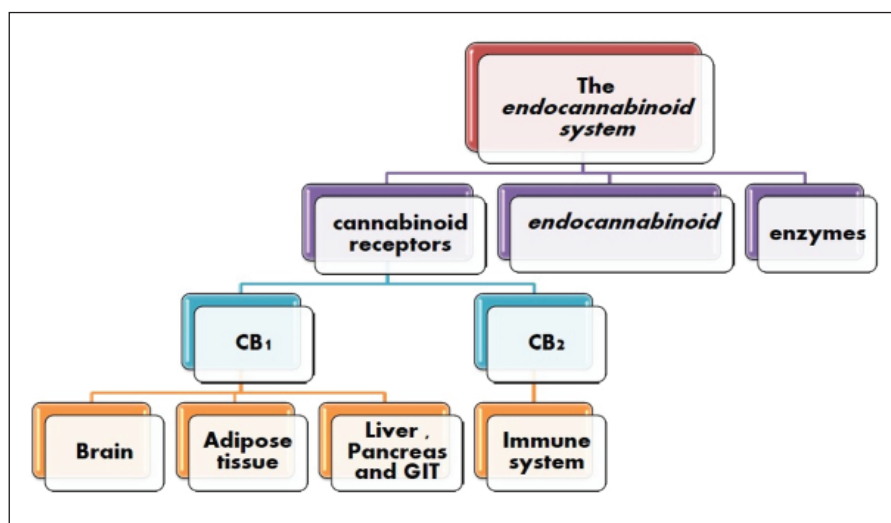 The
endocannabinoid
system
cannabinoid
receptors
endocannabinoid
enzymes
CB₁
CB₂
Brain
Adipose
tissue
Liver ,
Pancreas
and GIT
Immune
system